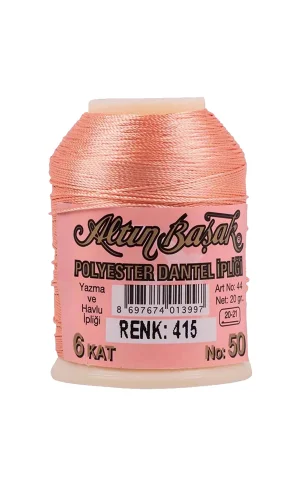 Altın Başak
POLYESTER DANTEL İPLİĞİ
Yazma
ve
Havlu
İpliği
Art No: 44
Net: 20 gr.
20-21
8 697674 013997
RENK: 415
6 KAT
No: 50